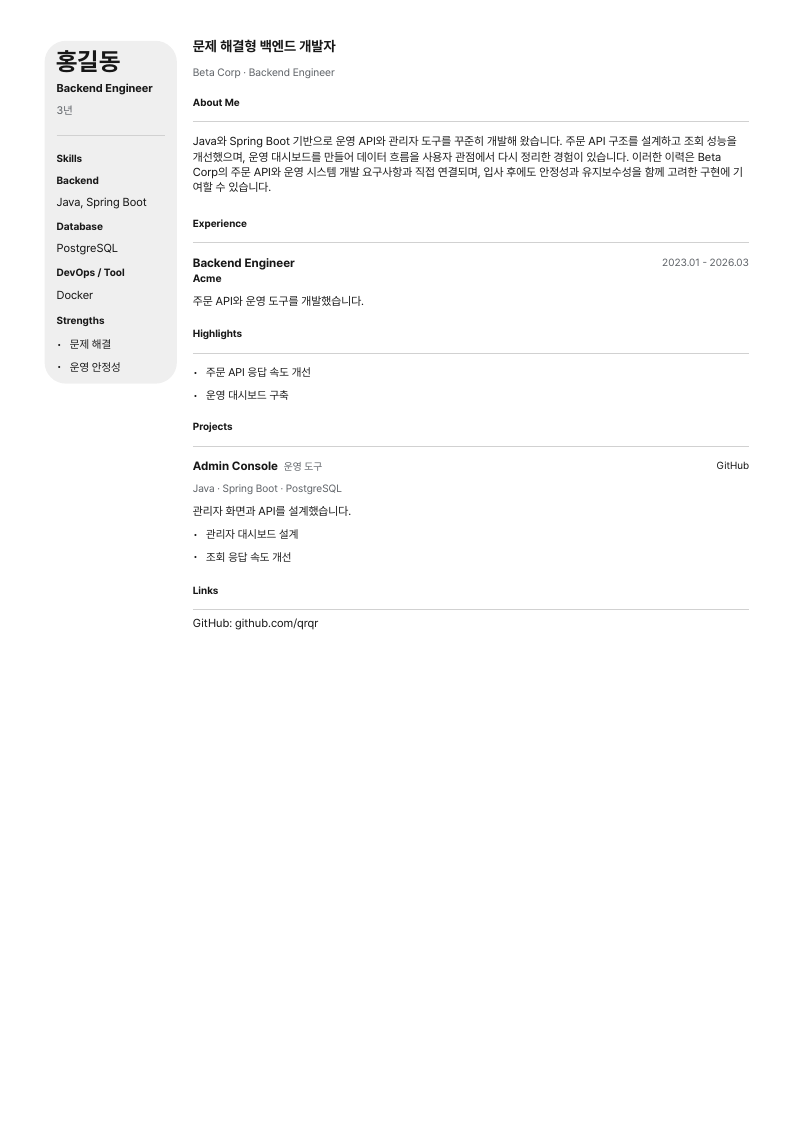 홍길동
Backend Engineer
3년
Skills
Backend
Java, Spring Boot
Database
PostgreSQL
DevOps / Tool
Docker
Strengths
· 문제 해결
· 운영 안정성
문제 해결형 백엔드 개발자
Beta Corp · Backend Engineer
About Me
Java와 Spring Boot 기반으로 운영 API와 관리자 도구를 꾸준히 개발해 왔습니다. 주문 API 구조를 설계하고 조회 성능을
개선했으며, 운영 대시보드를 만들어 데이터 흐름을 사용자 관점에서 다시 정리한 경험이 있습니다. 이러한 이력은 Beta
Corp의 주문 API와 운영 시스템 개발 요구사항과 직접 연결되며, 입사 후에도 안정성과 유지보수성을 함께 고려한 구현에 기
여할 수 있습니다.
Experience
Backend Engineer 2023.01 - 2026.03
Acme
주문 API와 운영 도구를 개발했습니다.
Highlights
· 주문 API 응답 속도 개선
· 운영 대시보드 구축
Projects
Admin Console 운영 도구 GitHub
Java · Spring Boot · PostgreSQL
관리자 화면과 API를 설계했습니다.
· 관리자 대시보드 설계
· 조회 응답 속도 개선
Links
GitHub: github.com/qrqr